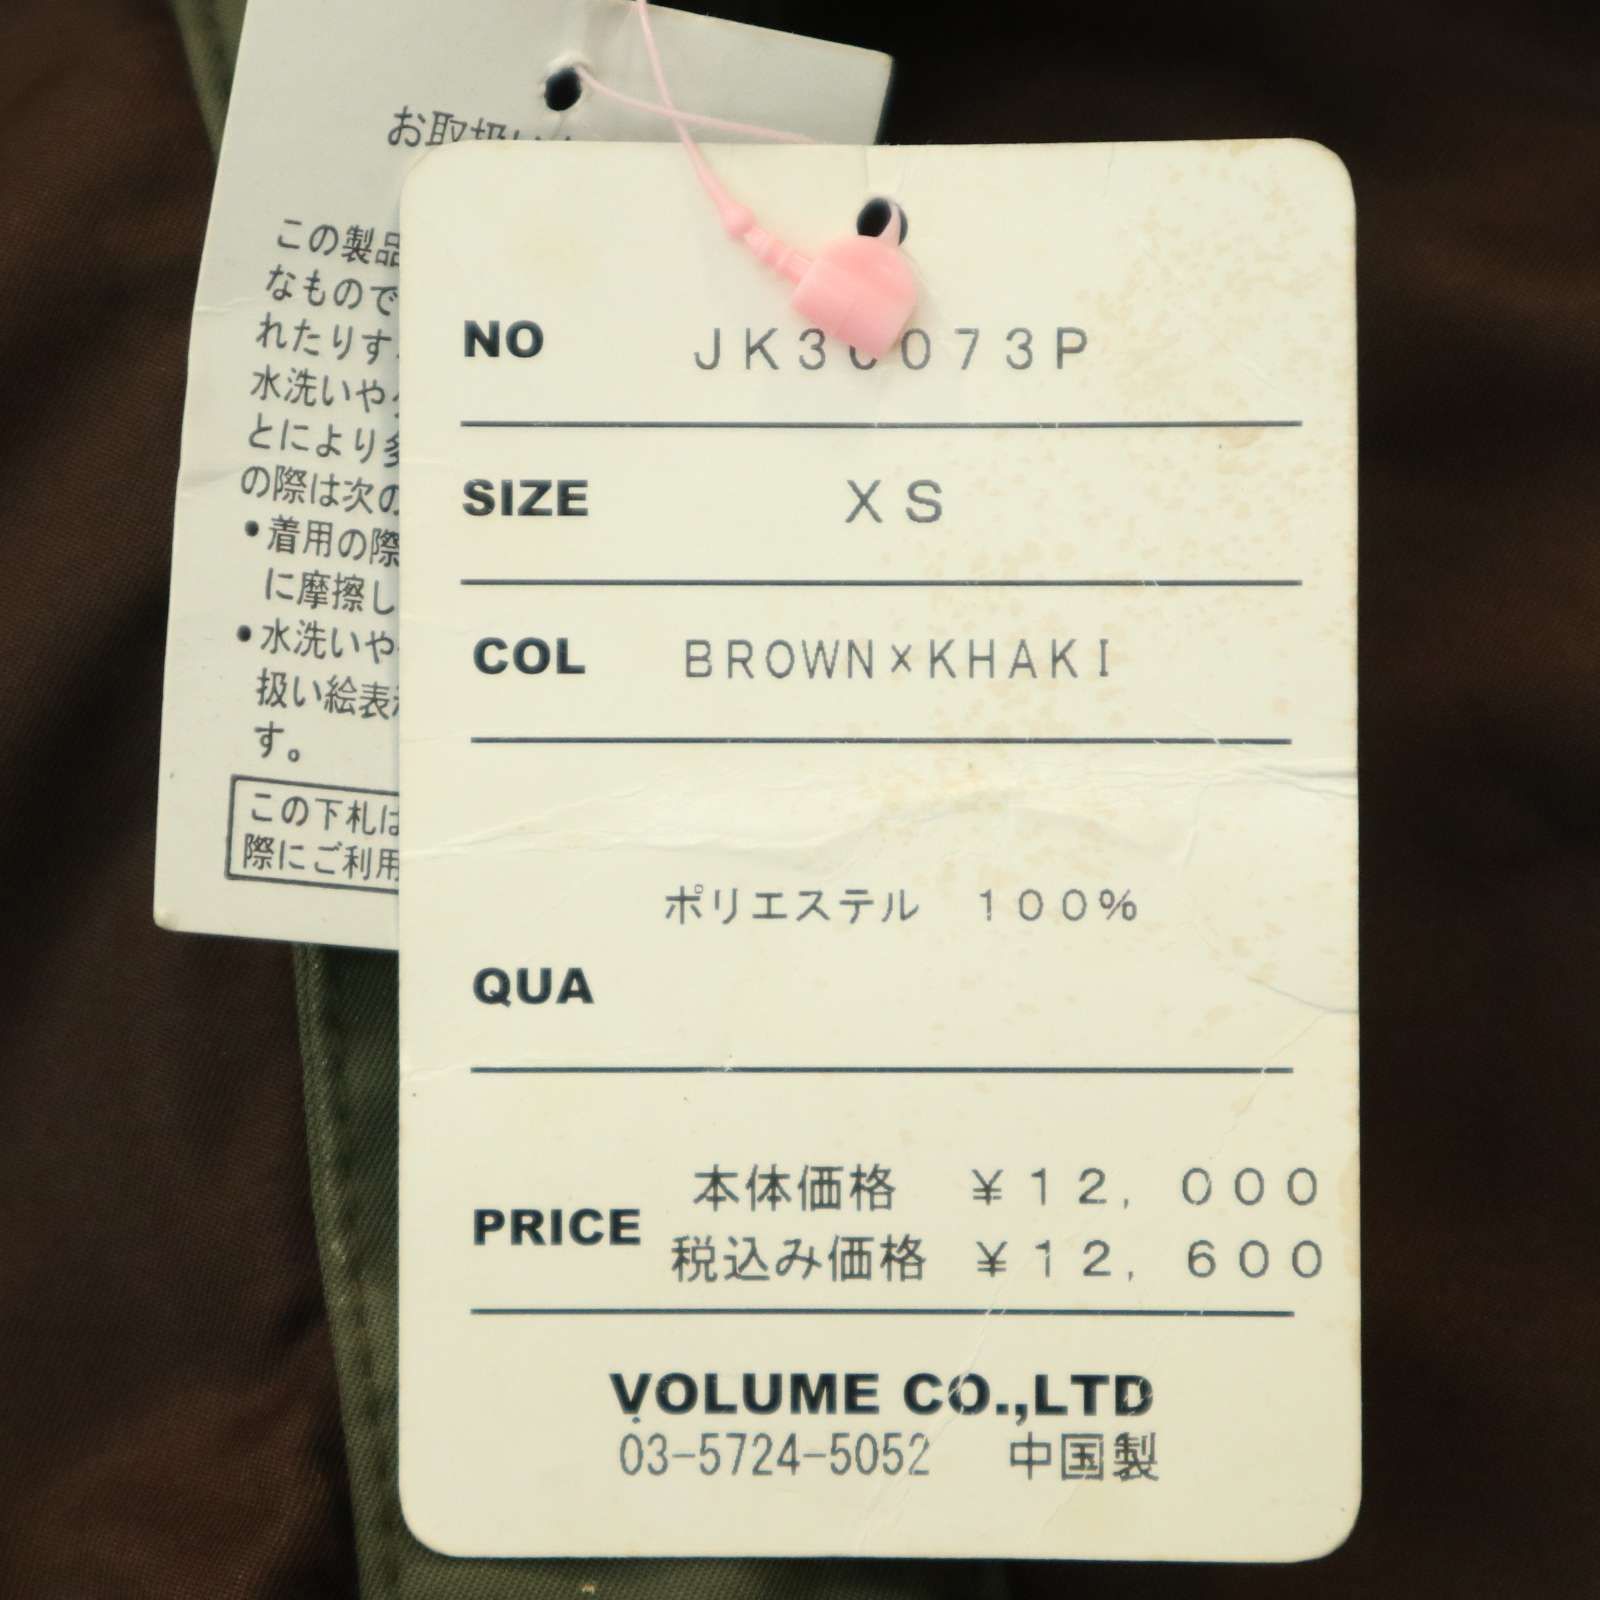 お取扱い
この製品
なもので
れたりす
水洗いや
とにより多
の際は次の
•着用の際
に摩擦し
•水洗いや
扱い絵表示
す。
この下札は
際にご利用
NO JK30073P
SIZE XS
COL BROWN×KHAKI
ポリエステル 100%
QUA
PRICE
本体価格 ¥12,000
税込み価格 ¥12,600
VOLUME CO.,LTD
03-5724-5052 中国製